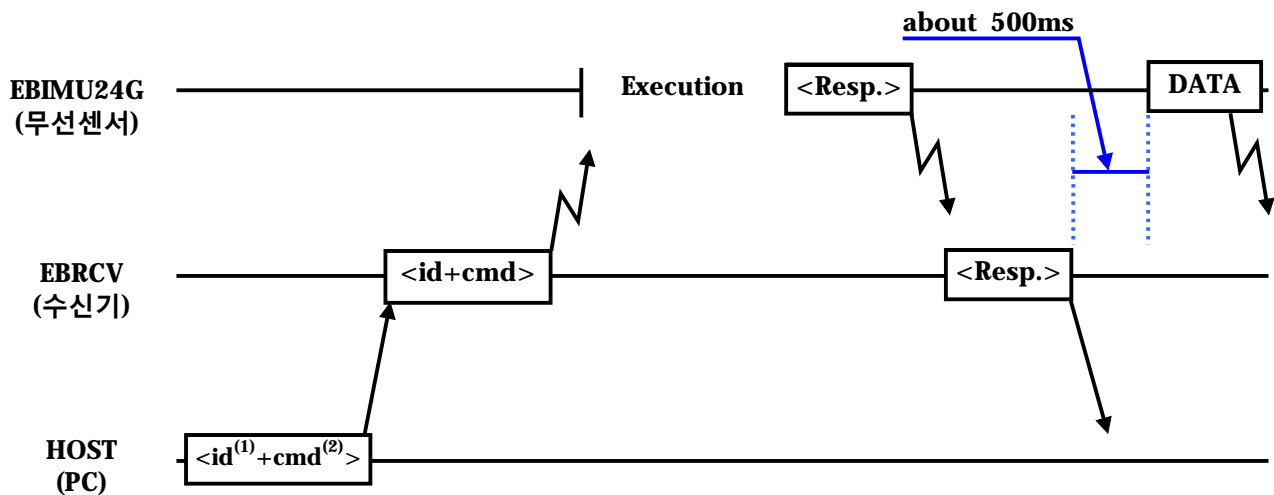 about 500ms
EBIMU24G
(무선센서)
Execution
<Resp.>
DATA
EBRCV
(수신기)
<id+cmd>
<Resp.>
HOST
(PC)
<id(1)+cmd(2)>